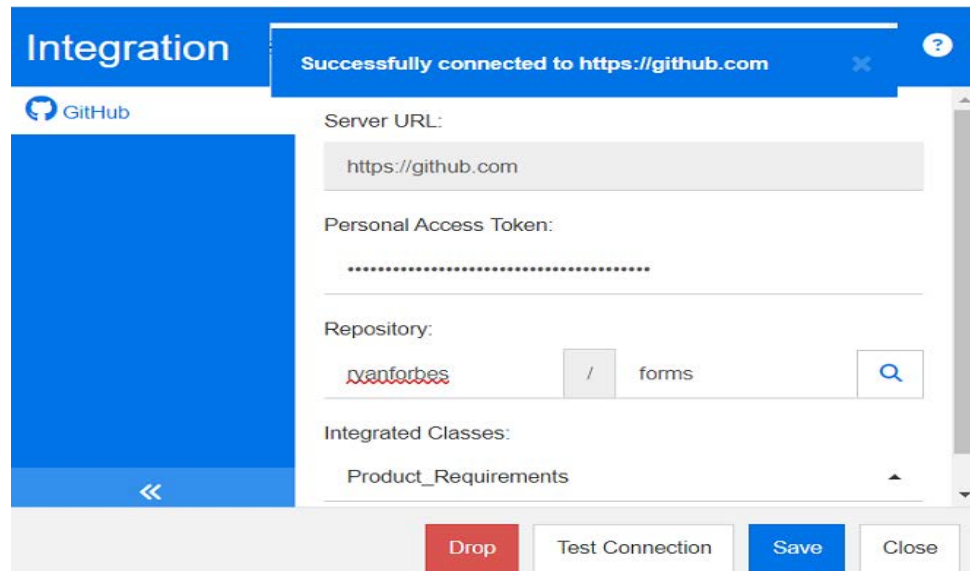 Integration
Successfully connected to https://github.com ×
?
GitHub
Server URL:
https://github.com
Personal Access Token:
••••••••••••••••••••••••••••••••••••••••
Repository:
ryanforbes / forms
Integrated Classes:
Product_Requirements
«
Drop Test Connection Save Close